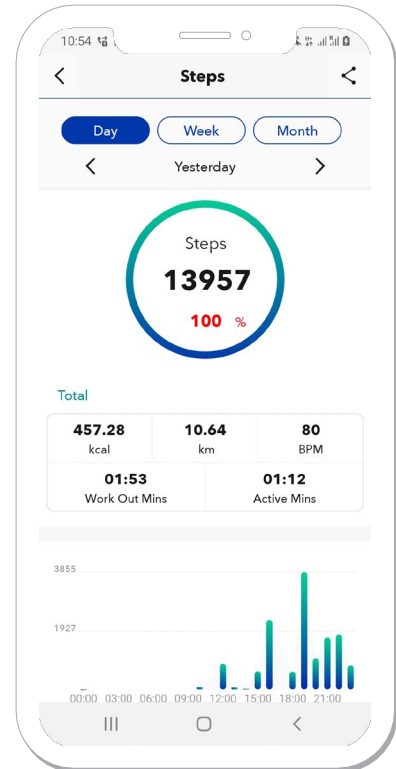 10:54
Steps
Day Week Month
Yesterday
Steps
13957
100 %
Total
457.28 10.64 80
kcal km BPM
01:53 01:12
Work Out Mins Active Mins
3855
1927
00:00 03:00 06:00 09:00 12:00 15:00 18:00 21:00